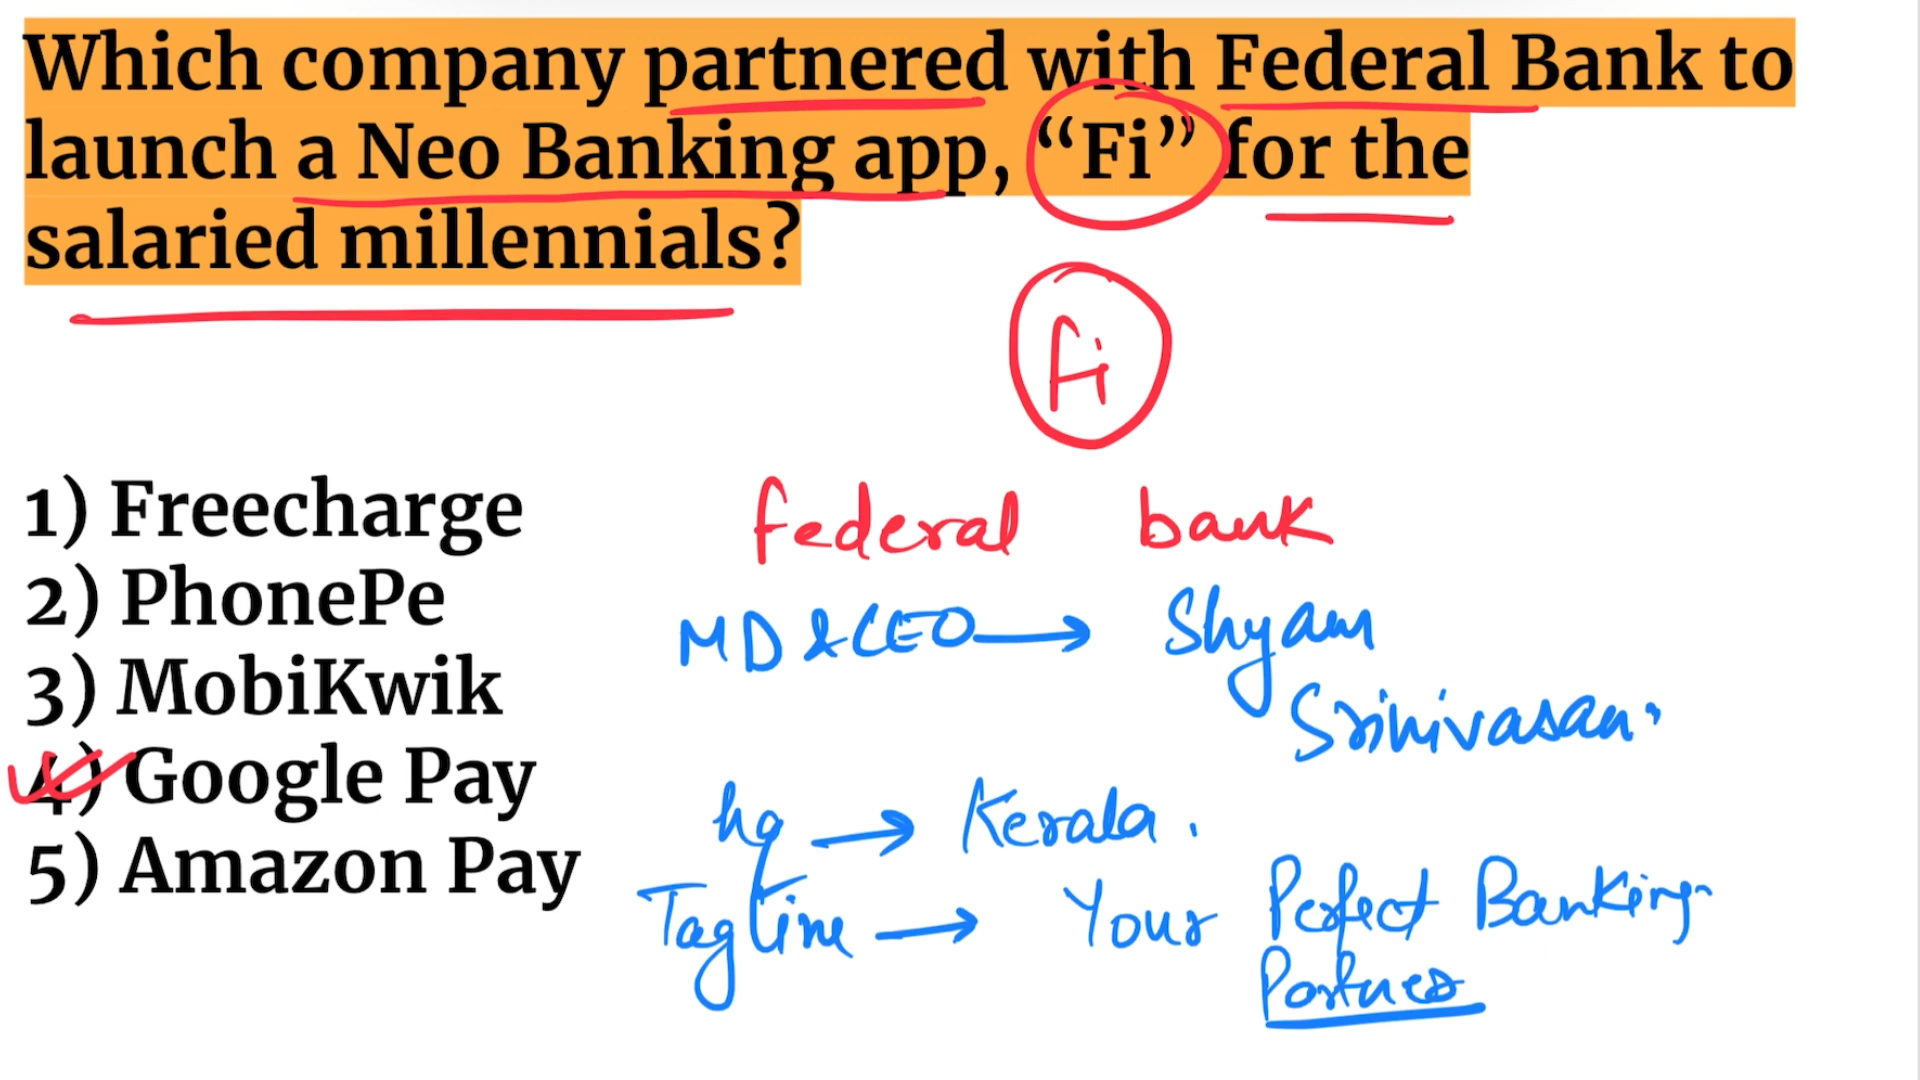 Which company partnered with Federal Bank to
launch a Neo Banking app, “Fi” for the
salaried millennials?
Fi
1) Freecharge
2) PhonePe
3) MobiKwik
4) Google Pay
5) Amazon Pay
Federal bank
MD & CEO → Shyam
Srinivasan.
hq → Kerala.
Tagline → Your Perfect Banking
Partner